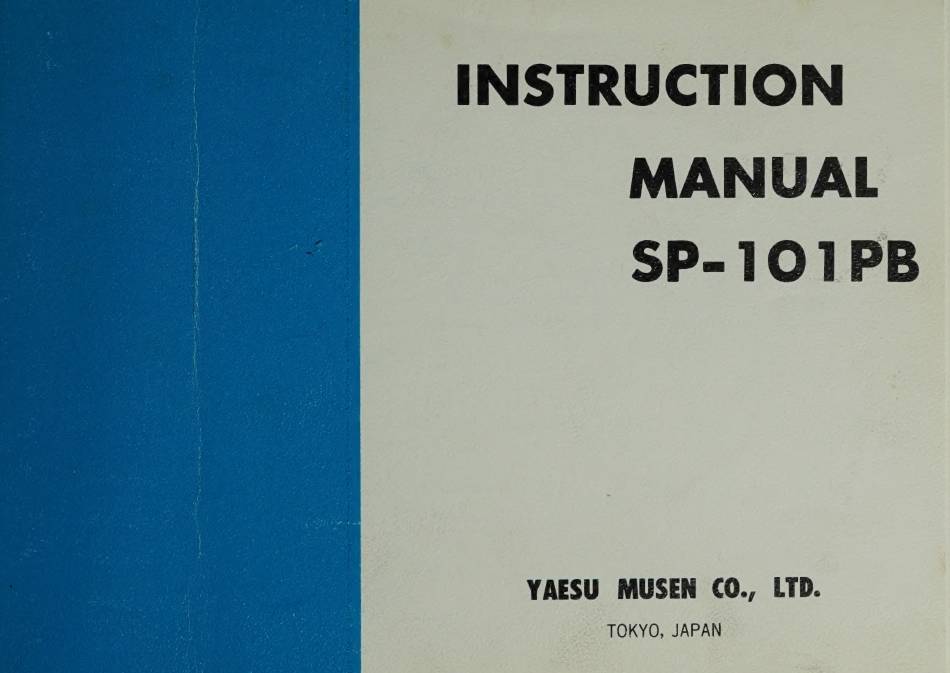 INSTRUCTION
MANUAL
SP-101PB
YAESU MUSEN CO., LTD.
TOKYO, JAPAN